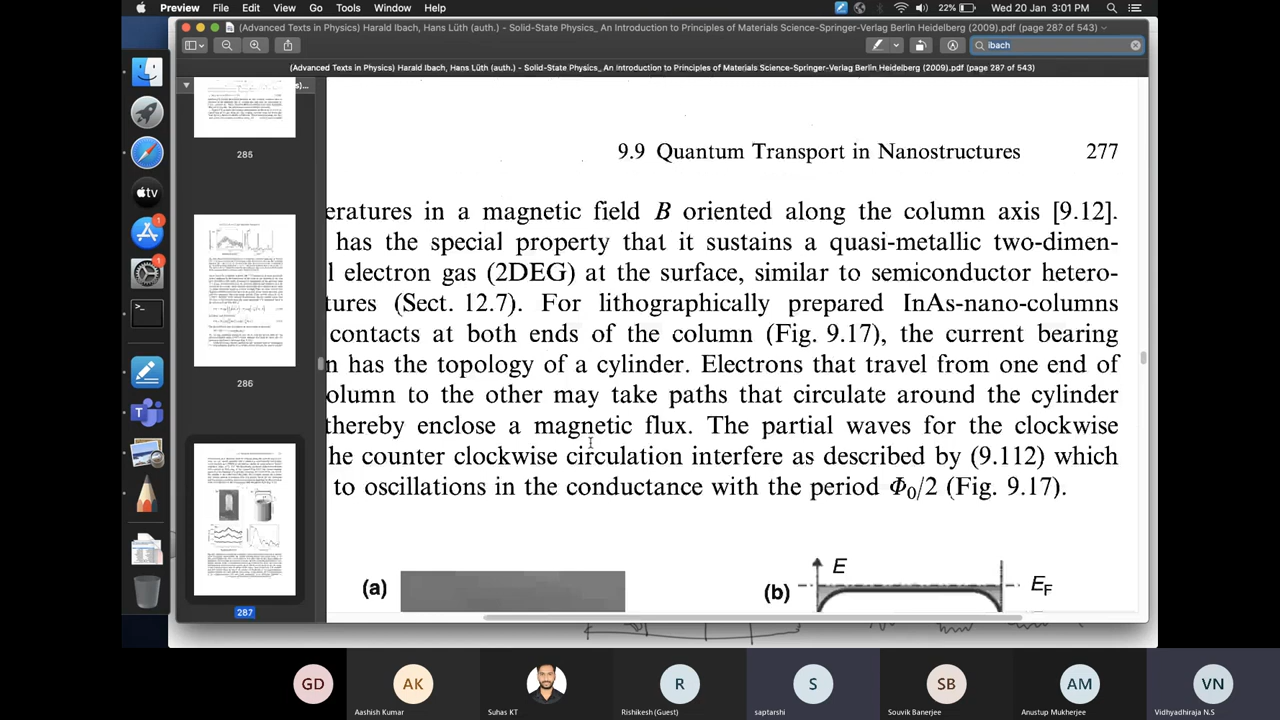 Preview File Edit View Go Tools Window Help 22% Wed 20 Jan 3:01 PM
(Advanced Texts in Physics) Harald Ibach, Hans Lüth (auth.) - Solid-State Physics_ An Introduction to Principles of Materials Science-Springer-Verlag Berlin Heidelberg (2009).pdf (page 287 of 543)
ibach
(Advanced Texts in Physics) Harald Ibach, Hans Lüth (auth.) - Solid-State Physics_ An Introduction to Principles of Materials Science-Springer-Verlag Berlin Heidelberg (2009).pdf (page 287 of 543)
285
286
287
9.9 Quantum Transport in Nanostructures 277
eratures in a magnetic field B oriented along the column axis [9.12].
has the special property that it sustains a quasi-metallic two-dimen-
l electron gas (2DEG) at the surface, similar to semiconductor hetero-
tures (Sect. 12.7). For lithographically prepared InAs-nano-columns
contacts at both ends of the column (Fig. 9.17), the current bearing
n has the topology of a cylinder. Electrons that travel from one end of
olumn to the other may take paths that circulate around the cylinder
thereby enclose a magnetic flux. The partial waves for the clockwise
he counter clockwise circulation interfere as described by (9.112) which
to oscillations in the conductance with the period Φ0/2 (Fig. 9.17).
(a)
(b)
E
EF
tv
1
1
GD
AK
R
S
SB
AM
VN
Aashish Kumar
Suhas KT
Rishikesh (Guest)
saptarshi
Souvik Banerjee
Anustup Mukherjee
Vidhyadhiraja N.S